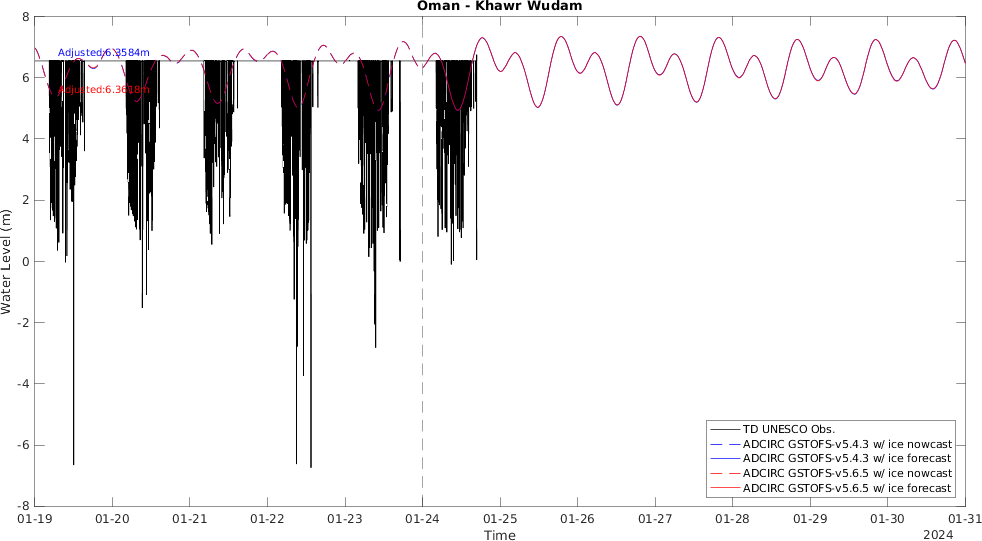 Oman - Khawr Wudam
8
6
4
2
0
-2
-4
-6
-8
Water Level (m)
Adjusted:6.3584m
Adjusted:6.3618m
TD UNESCO Obs.
ADCIRC GSTOFS-v5.4.3 w/ ice nowcast
ADCIRC GSTOFS-v5.4.3 w/ ice forecast
ADCIRC GSTOFS-v5.6.5 w/ ice nowcast
ADCIRC GSTOFS-v5.6.5 w/ ice forecast
01-19 01-20 01-21 01-22 01-23 01-24 01-25 01-26 01-27 01-28 01-29 01-30 01-31
Time
2024